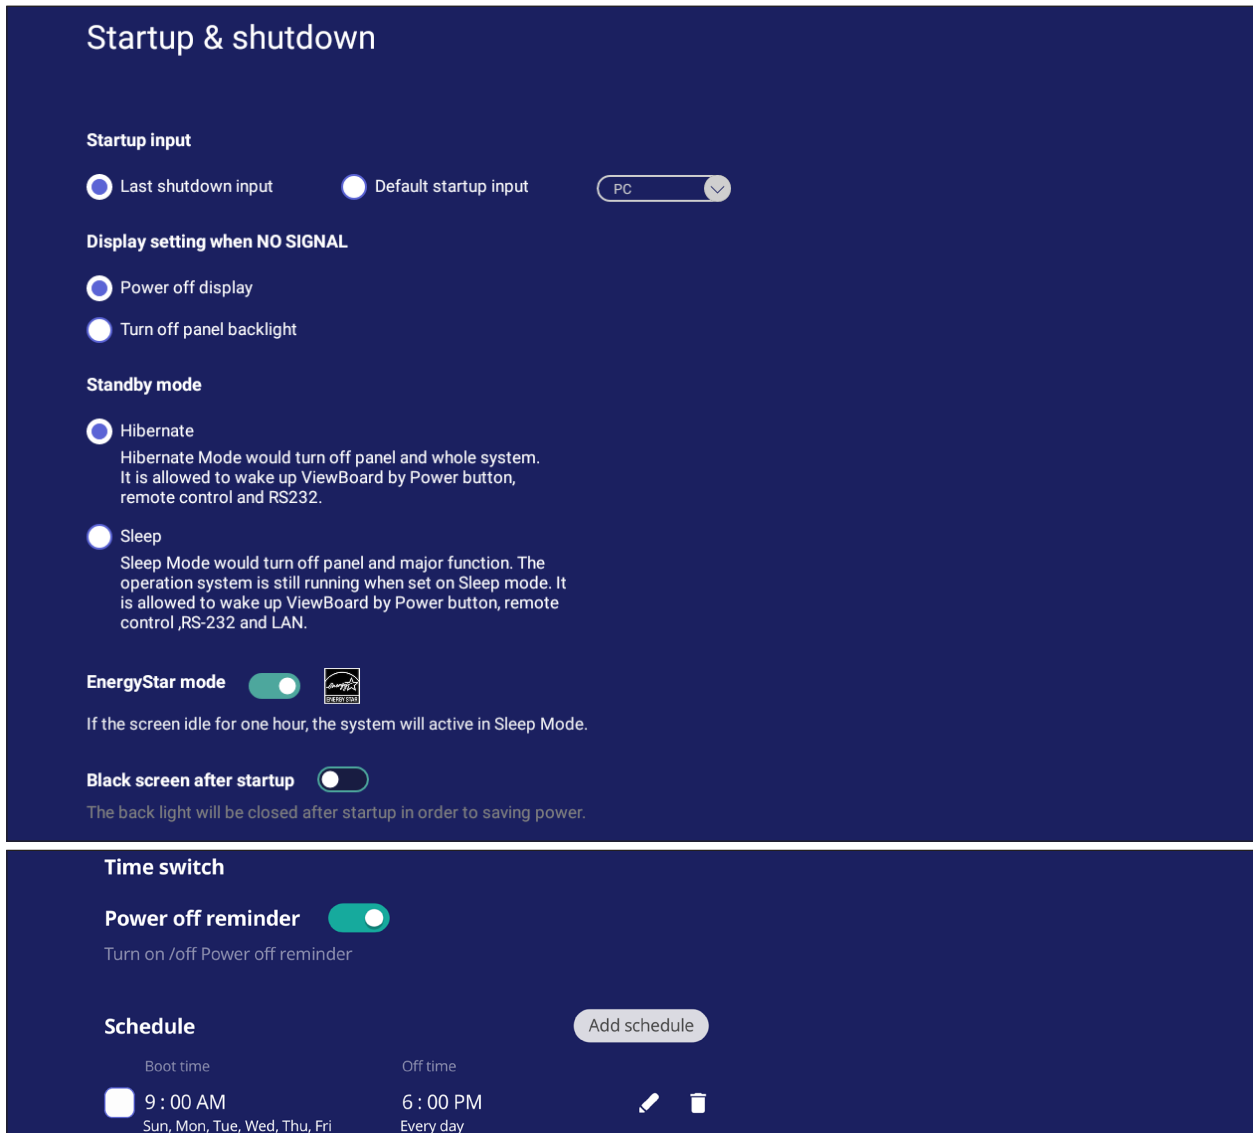 Startup & shutdown
Startup input
Last shutdown input Default startup input PC
Display setting when NO SIGNAL
Power off display
Turn off panel backlight
Standby mode
Hibernate
Hibernate Mode would turn off panel and whole system.
It is allowed to wake up ViewBoard by Power button,
remote control and RS232.
Sleep
Sleep Mode would turn off panel and major function. The
operation system is still running when set on Sleep mode. It
is allowed to wake up ViewBoard by Power button, remote
control ,RS-232 and LAN.
EnergyStar mode energy ENERGY STAR
If the screen idle for one hour, the system will active in Sleep Mode.
Black screen after startup
The back light will be closed after startup in order to saving power.
Time switch
Power off reminder
Turn on /off Power off reminder
Schedule Add schedule
Boot time Off time
9 : 00 AM 6 : 00 PM
Sun, Mon, Tue, Wed, Thu, Fri Every day